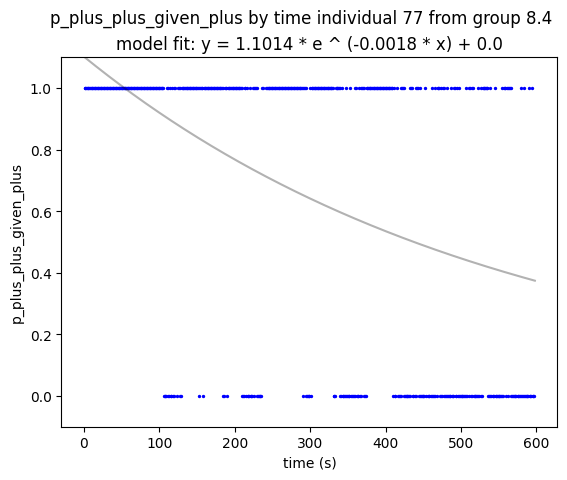 p_plus_plus_given_plus by time individual 77 from group 8.4
model fit: y = 1.1014 * e ^ (-0.0018 * x) + 0.0
1.0
0.8
0.6
0.4
0.2
0.0
p_plus_plus_given_plus
0 100 200 300 400 500 600
time (s)